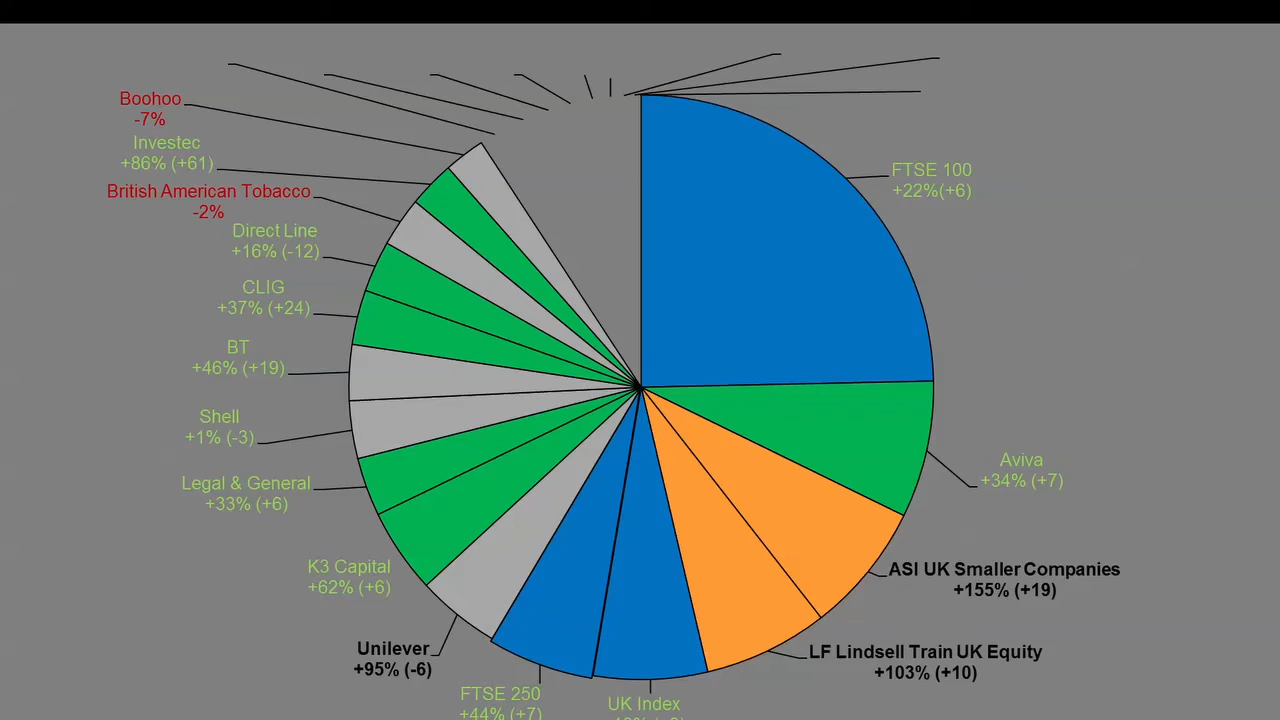 Boohoo
-7%
Investec
+86% (+61)
British American Tobacco
-2%
Direct Line
+16% (-12)
CLIG
+37% (+24)
BT
+46% (+19)
Shell
+1% (-3)
Legal & General
+33% (+6)
K3 Capital
+62% (+6)
Unilever
+95% (-6)
FTSE 250
+44% (+7)
UK Index
LF Lindsell Train UK Equity
+103% (+10)
ASI UK Smaller Companies
+155% (+19)
Aviva
+34% (+7)
FTSE 100
+22%(+6)